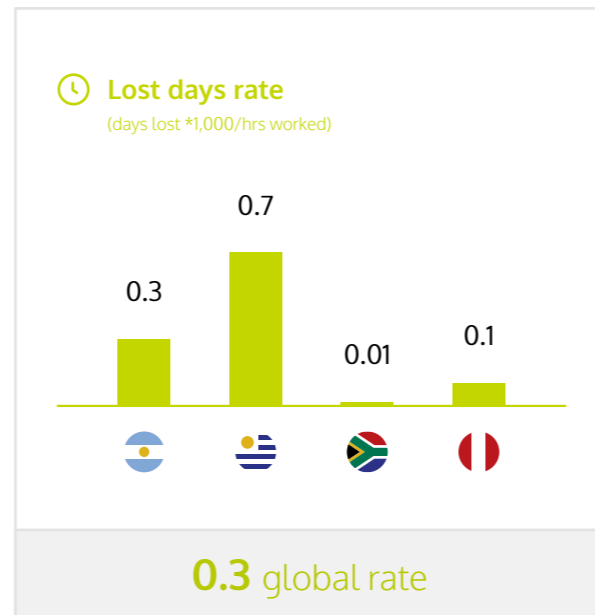 Lost days rate
(days lost *1,000/hrs worked)
0.7
0.3
0.01
0.1
0.3 global rate